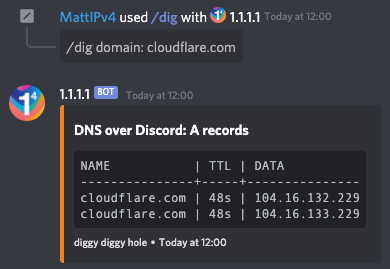 MattIPv4 used /dig with 1.1.1.1 Today at 12:00
/dig domain: cloudflare.com
1.1.1.1 BOT Today at 12:00
DNS over Discord: A records
NAME | TTL | DATA
---------------+-----+---------------
cloudflare.com | 48s | 104.16.132.229
cloudflare.com | 48s | 104.16.133.229
diggy diggy hole • Today at 12:00